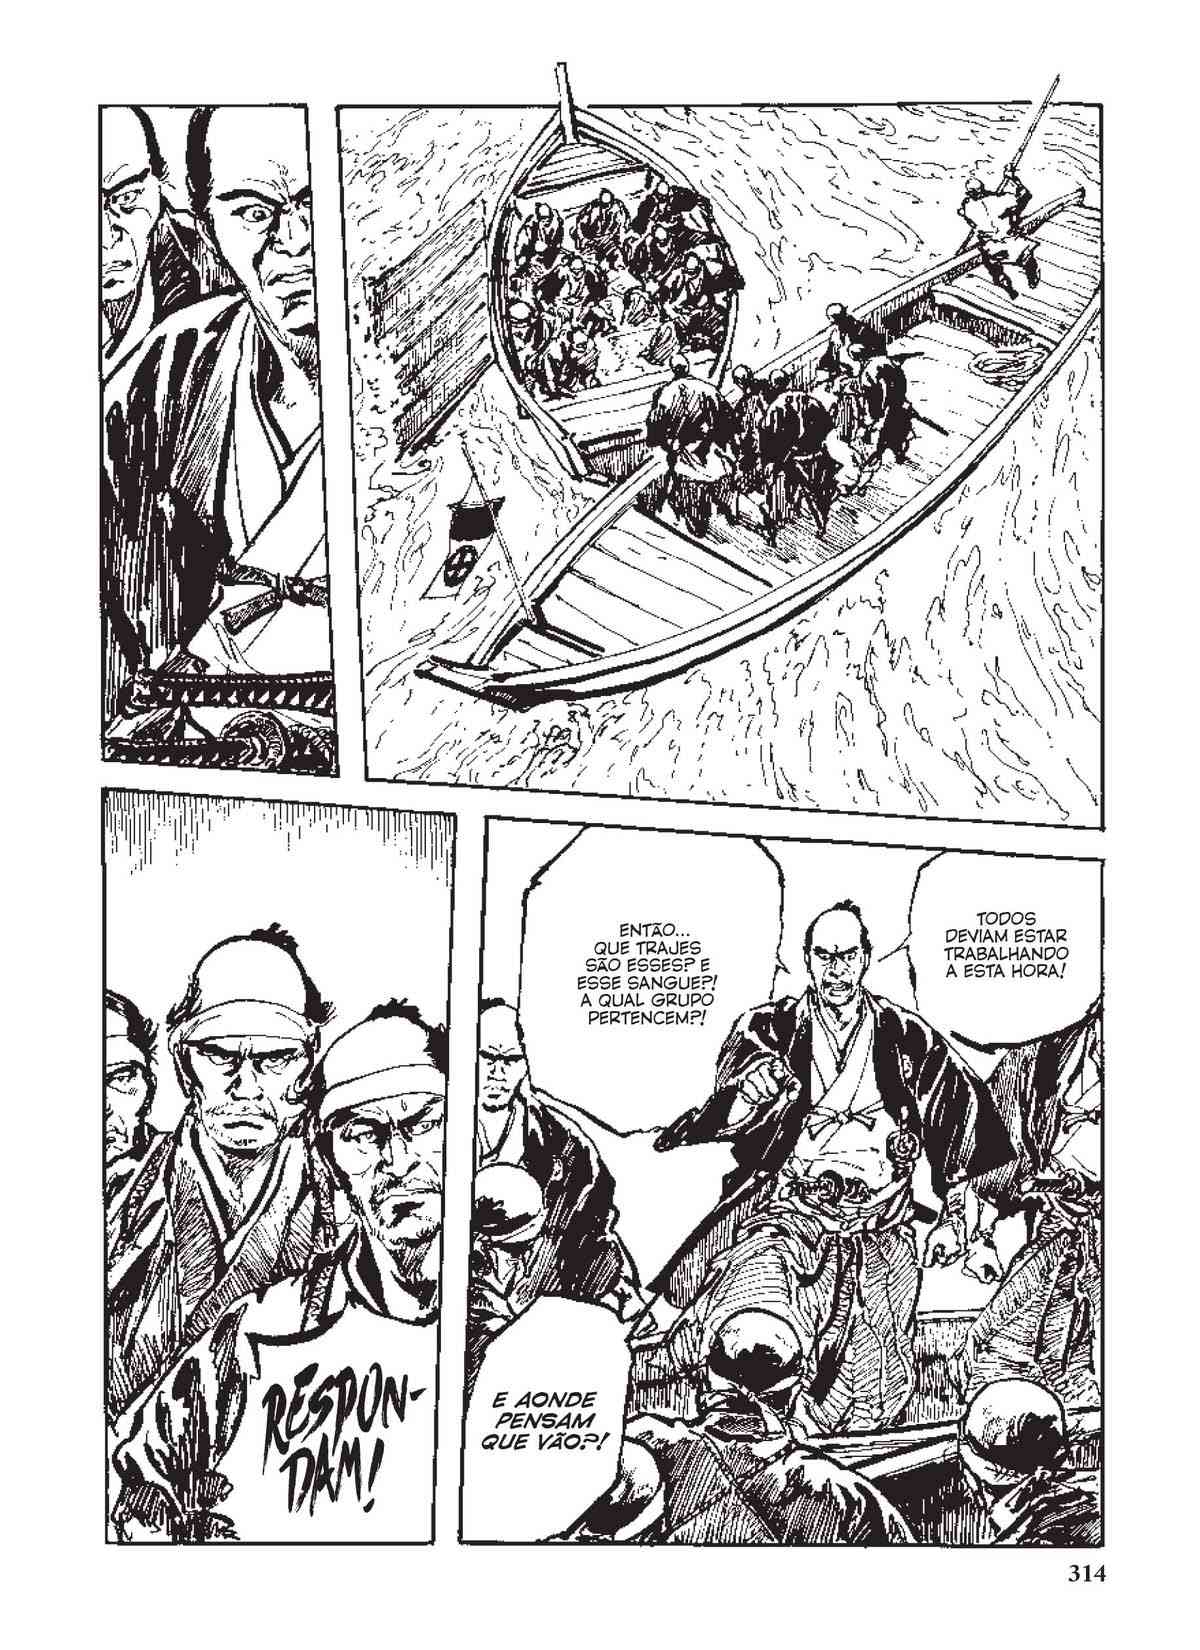 TODOS
DEVIAM ESTAR
TRABALHANDO
A ESTA HORA!
ENTÃO...
QUE TRAJES
SÃO ESSES? E
ESSE SANGUE?!
A QUAL GRUPO
PERTENCEM?!
E AONDE
PENSAM
QUE VÃO?!
RESPON-
DAM!
314